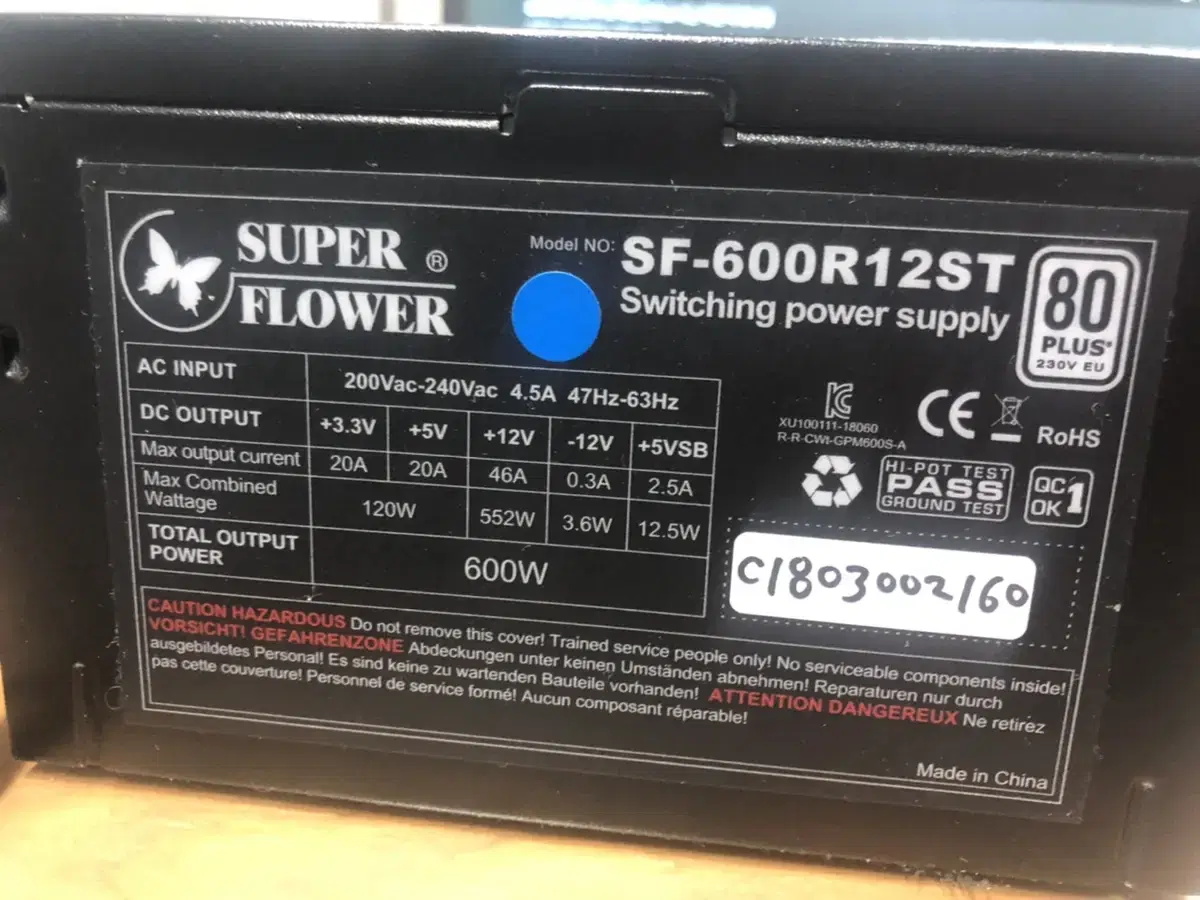 SUPER ®
FLOWER
Model NO: SF-600R12ST
Switching power supply
80
PLUS®
230V EU
AC INPUT 200Vac-240Vac 4.5A 47Hz-63Hz
DC OUTPUT +3.3V +5V +12V -12V +5VSB
Max output current 20A 20A 46A 0.3A 2.5A
Max Combined
Wattage 120W 552W 3.6W 12.5W
TOTAL OUTPUT
POWER 600W
XU100111-18060
R-R-CWI-GPM600S-A
CE
RoHS
HI-POT TEST
PASS
GROUND TEST
QC
OK 1
C1803002160
CAUTION HAZARDOUS Do not remove this cover! Trained service people only! No serviceable components inside!
VORSICHT! GEFAHRENZONE Abdeckungen unter keinen Umständen abnehmen! Reparaturen nur durch
ausgebildetes Personal! Es sind keine zu wartenden Bauteile vorhanden! ATTENTION DANGEREUX Ne retirez
pas cette couverture! Personnel de service formé! Aucun composant réparable!
Made in China